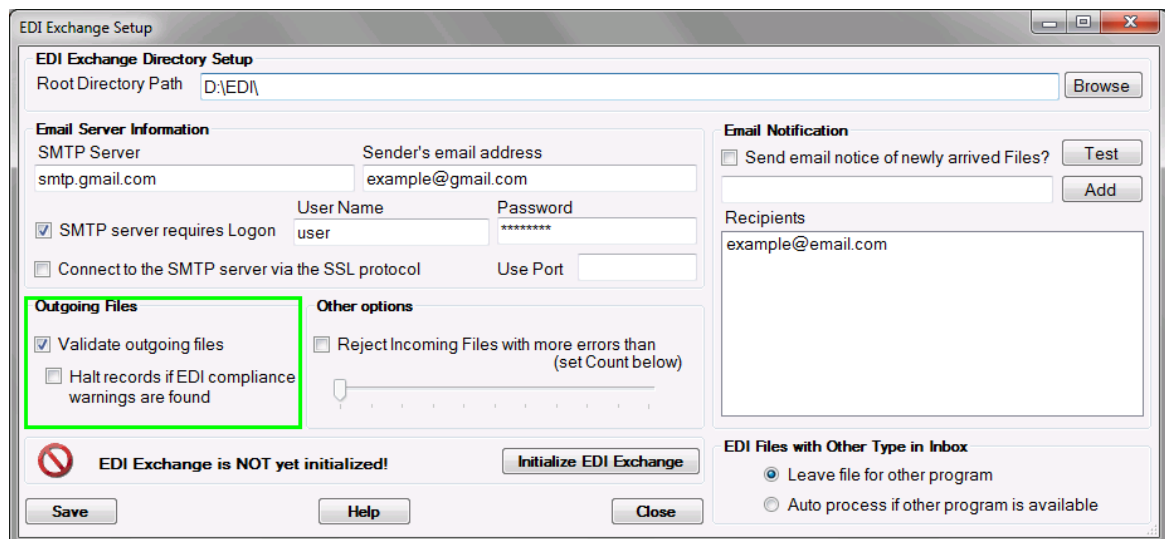 EDI Exchange Setup
EDI Exchange Directory Setup
Root Directory Path D:\EDI\ Browse
Email Server Information
SMTP Server Sender's email address
smtp.gmail.com example@gmail.com
User Name Password
SMTP server requires Logon user ********
Connect to the SMTP server via the SSL protocol Use Port
Email Notification
Send email notice of newly arrived Files? Test
Add
Recipients
example@email.com
Outgoing Files
Validate outgoing files
Halt records if EDI compliance
warnings are found
Other options
Reject Incoming Files with more errors than
(set Count below)
EDI Exchange is NOT yet initialized! Initialize EDI Exchange
Save Help Close
EDI Files with Other Type in Inbox
Leave file for other program
Auto process if other program is available